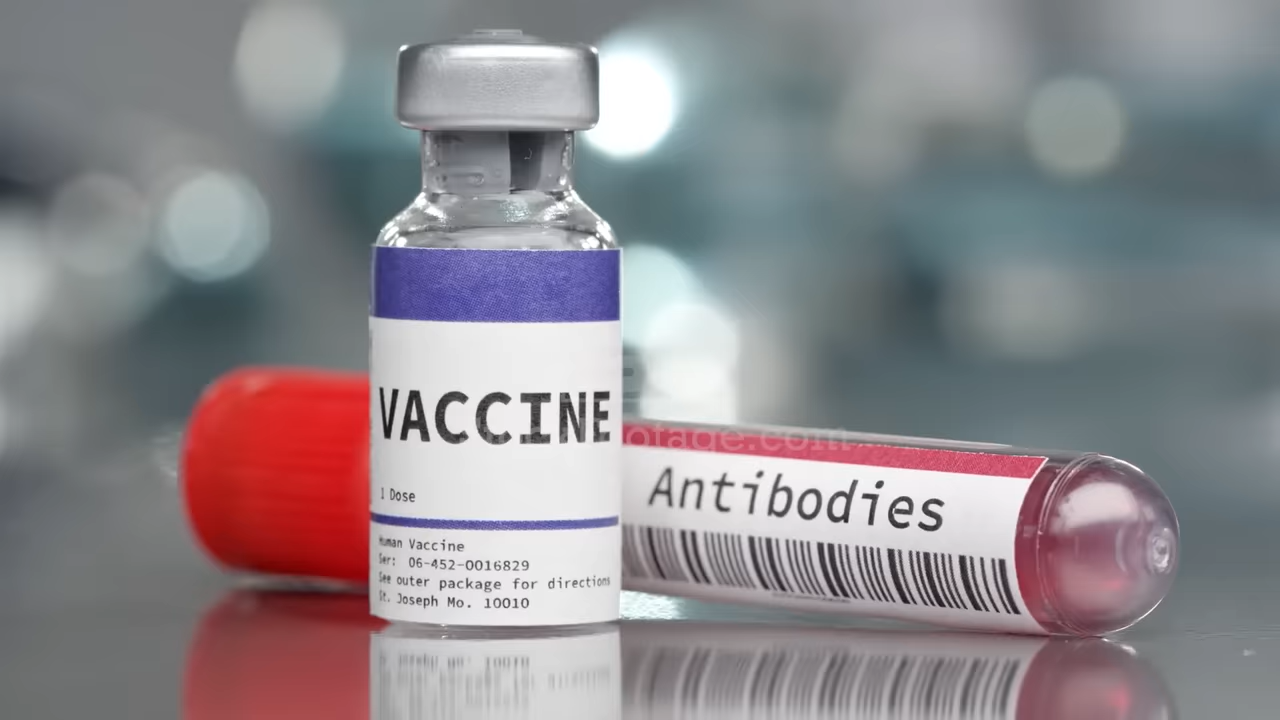 VACCINE
1 Dose
Human Vaccine
Ser: 06-452-0016829
See outer package for directions
St. Joseph Mo. 10010
Antibodies